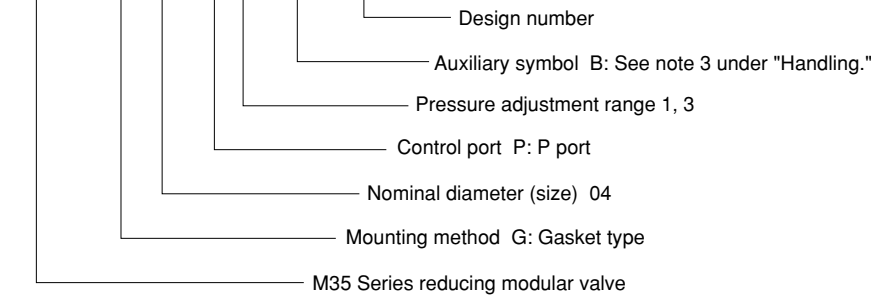 Design number
Auxiliary symbol B: See note 3 under "Handling."
Pressure adjustment range 1, 3
Control port P: P port
Nominal diameter (size) 04
Mounting method G: Gasket type
M35 Series reducing modular valve